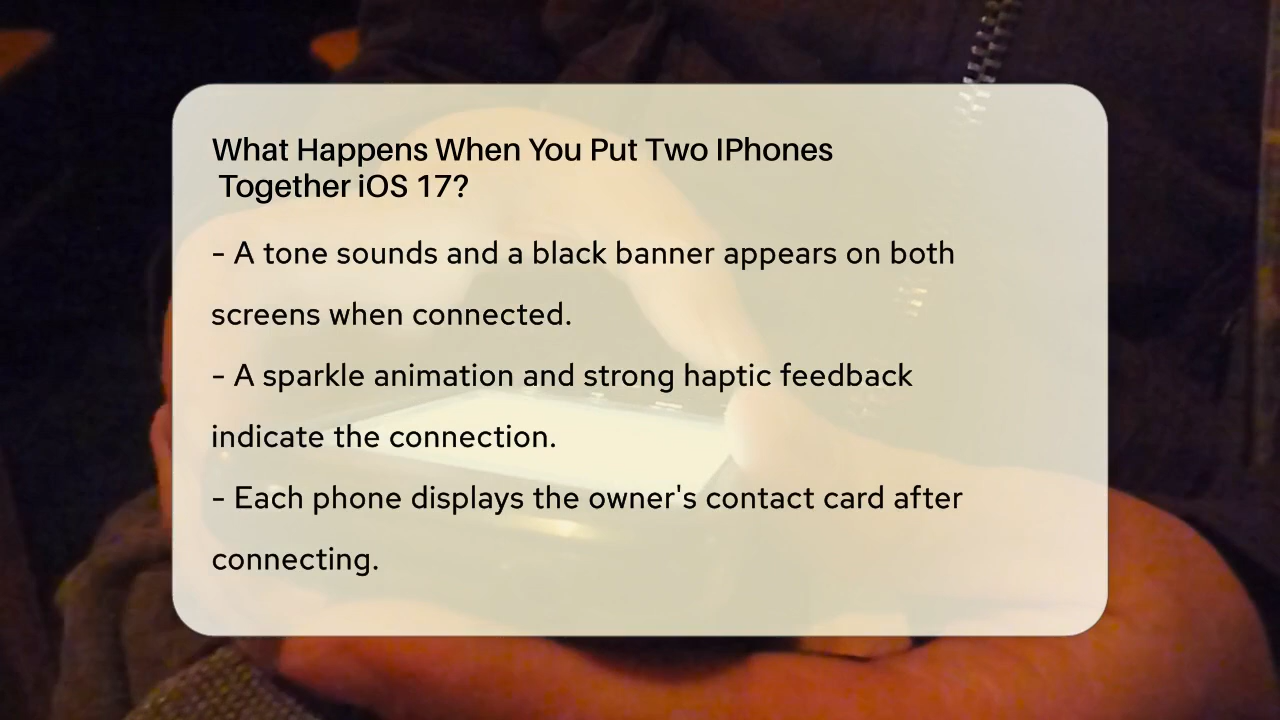 What Happens When You Put Two IPhones
Together iOS 17?
– A tone sounds and a black banner appears on both
screens when connected.
– A sparkle animation and strong haptic feedback
indicate the connection.
– Each phone displays the owner's contact card after
connecting.